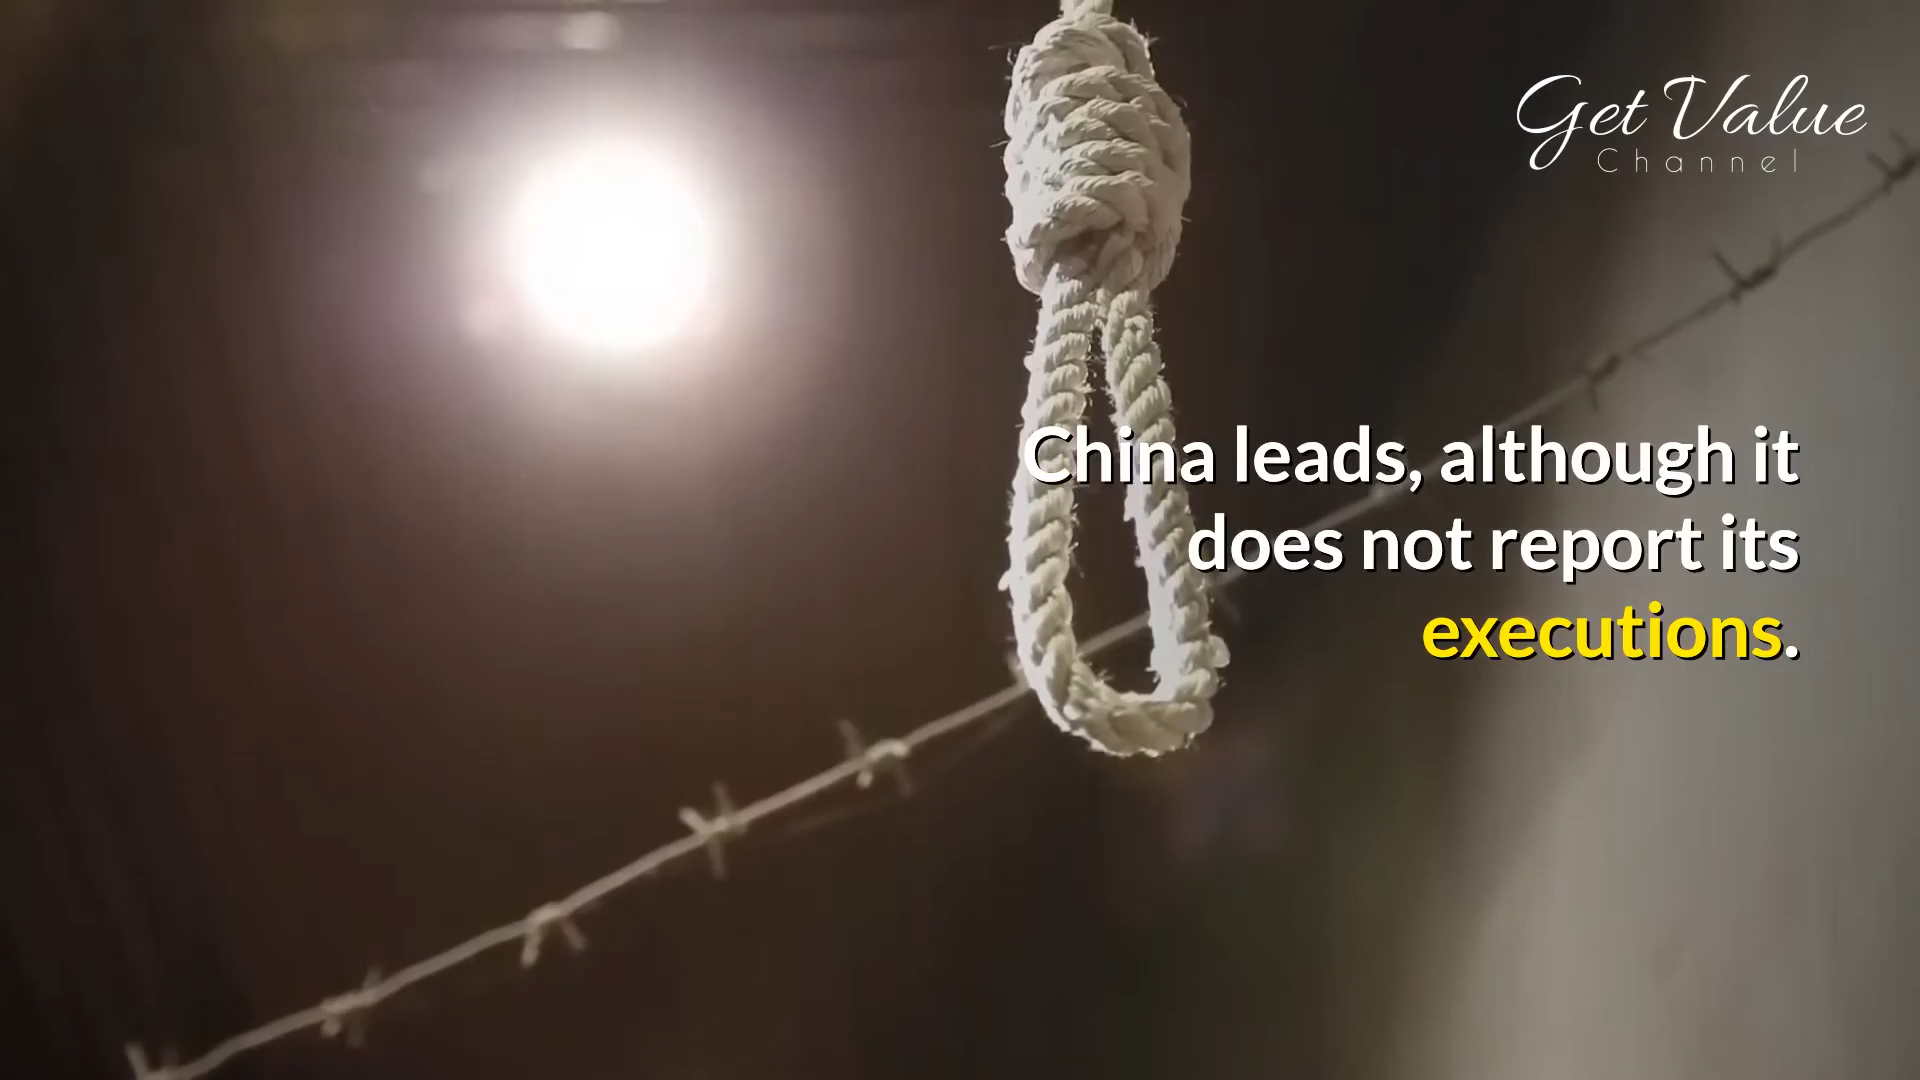 Get Value
Channel
China leads, although it
does not report its
executions.